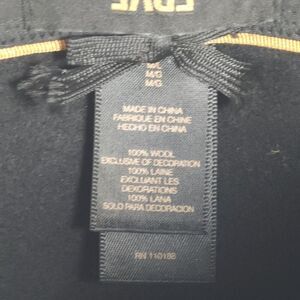 M/L
M/G
M/G
MADE IN CHINA
FABRIQUE EN CHINE
HECHO EN CHINA
100% WOOL
EXCLUSIVE OF DECORATION
100% LAINE
EXCLUANT LES
DEXORATIONS
100% LANA
SOLO PARA DECORACION
RN 110186